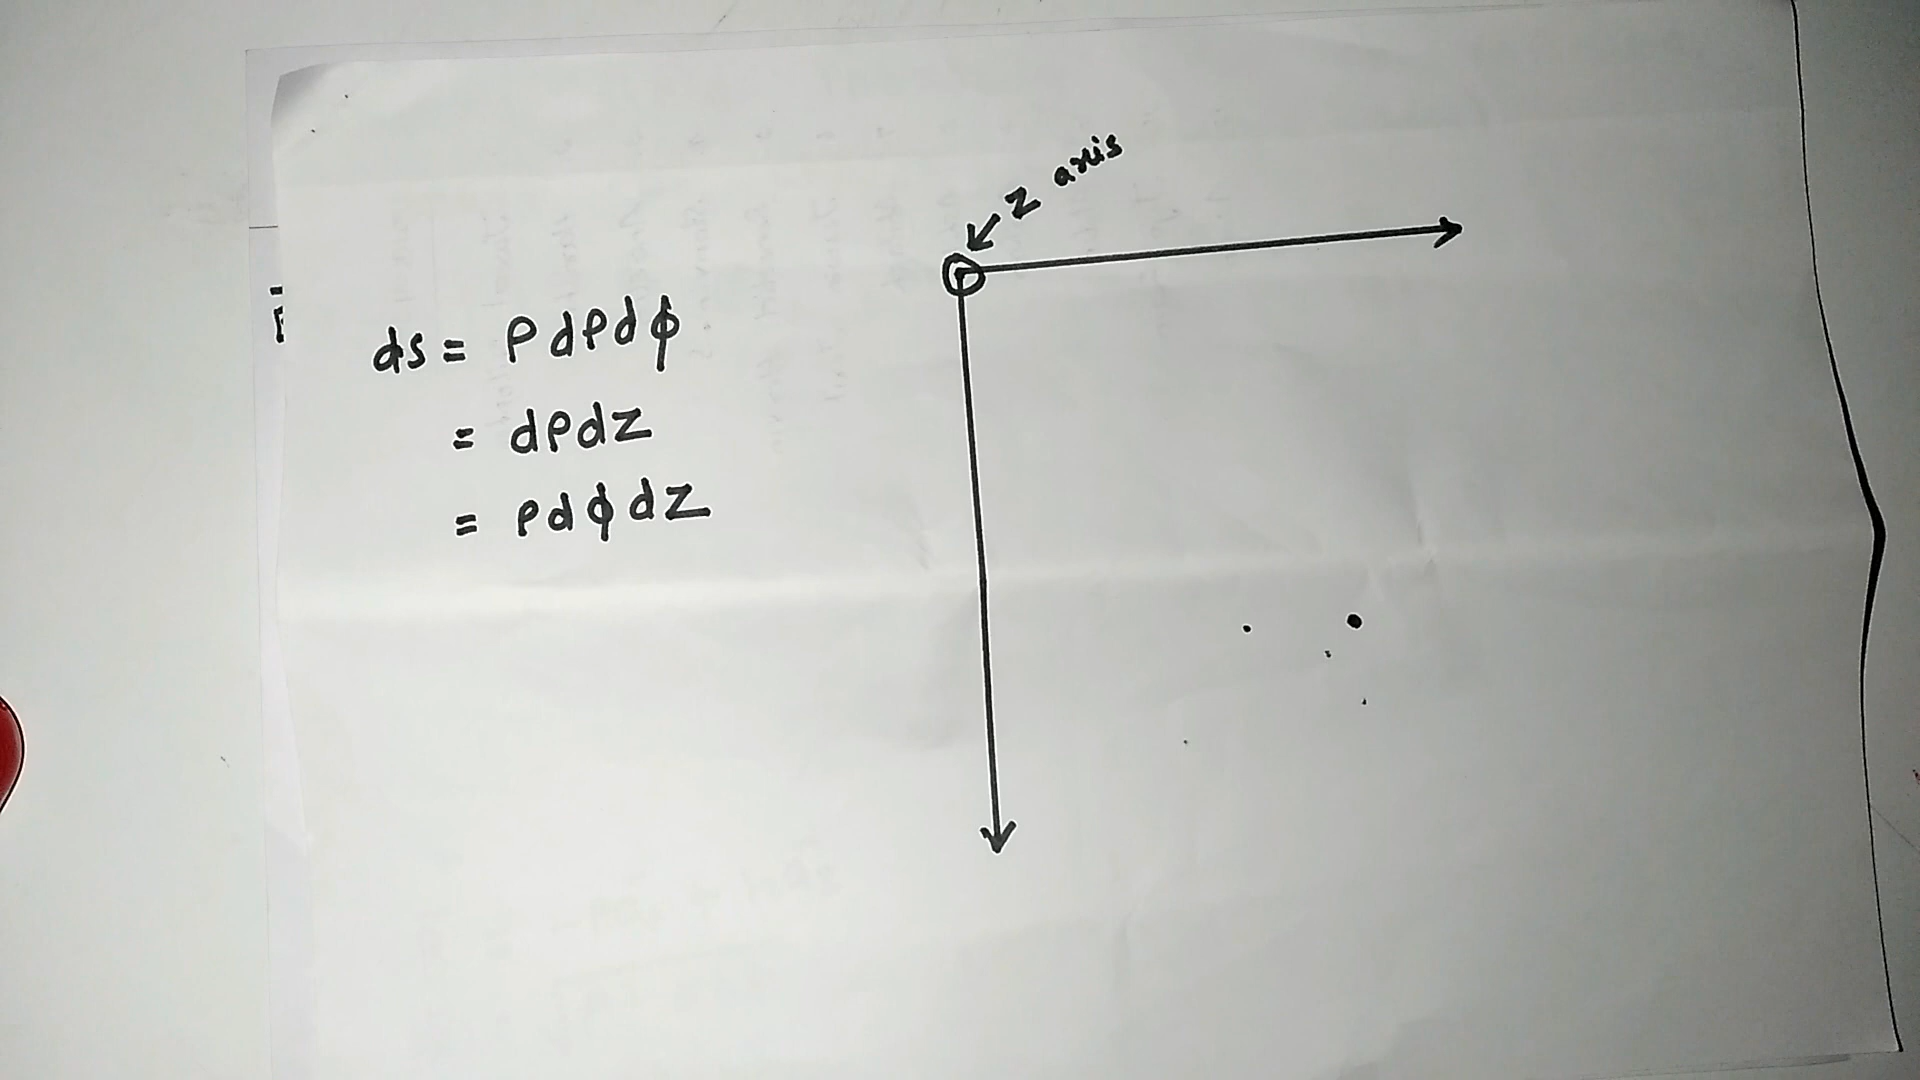 z axis
ds = ρdρdϕ
= dρdz
= ρdϕdz